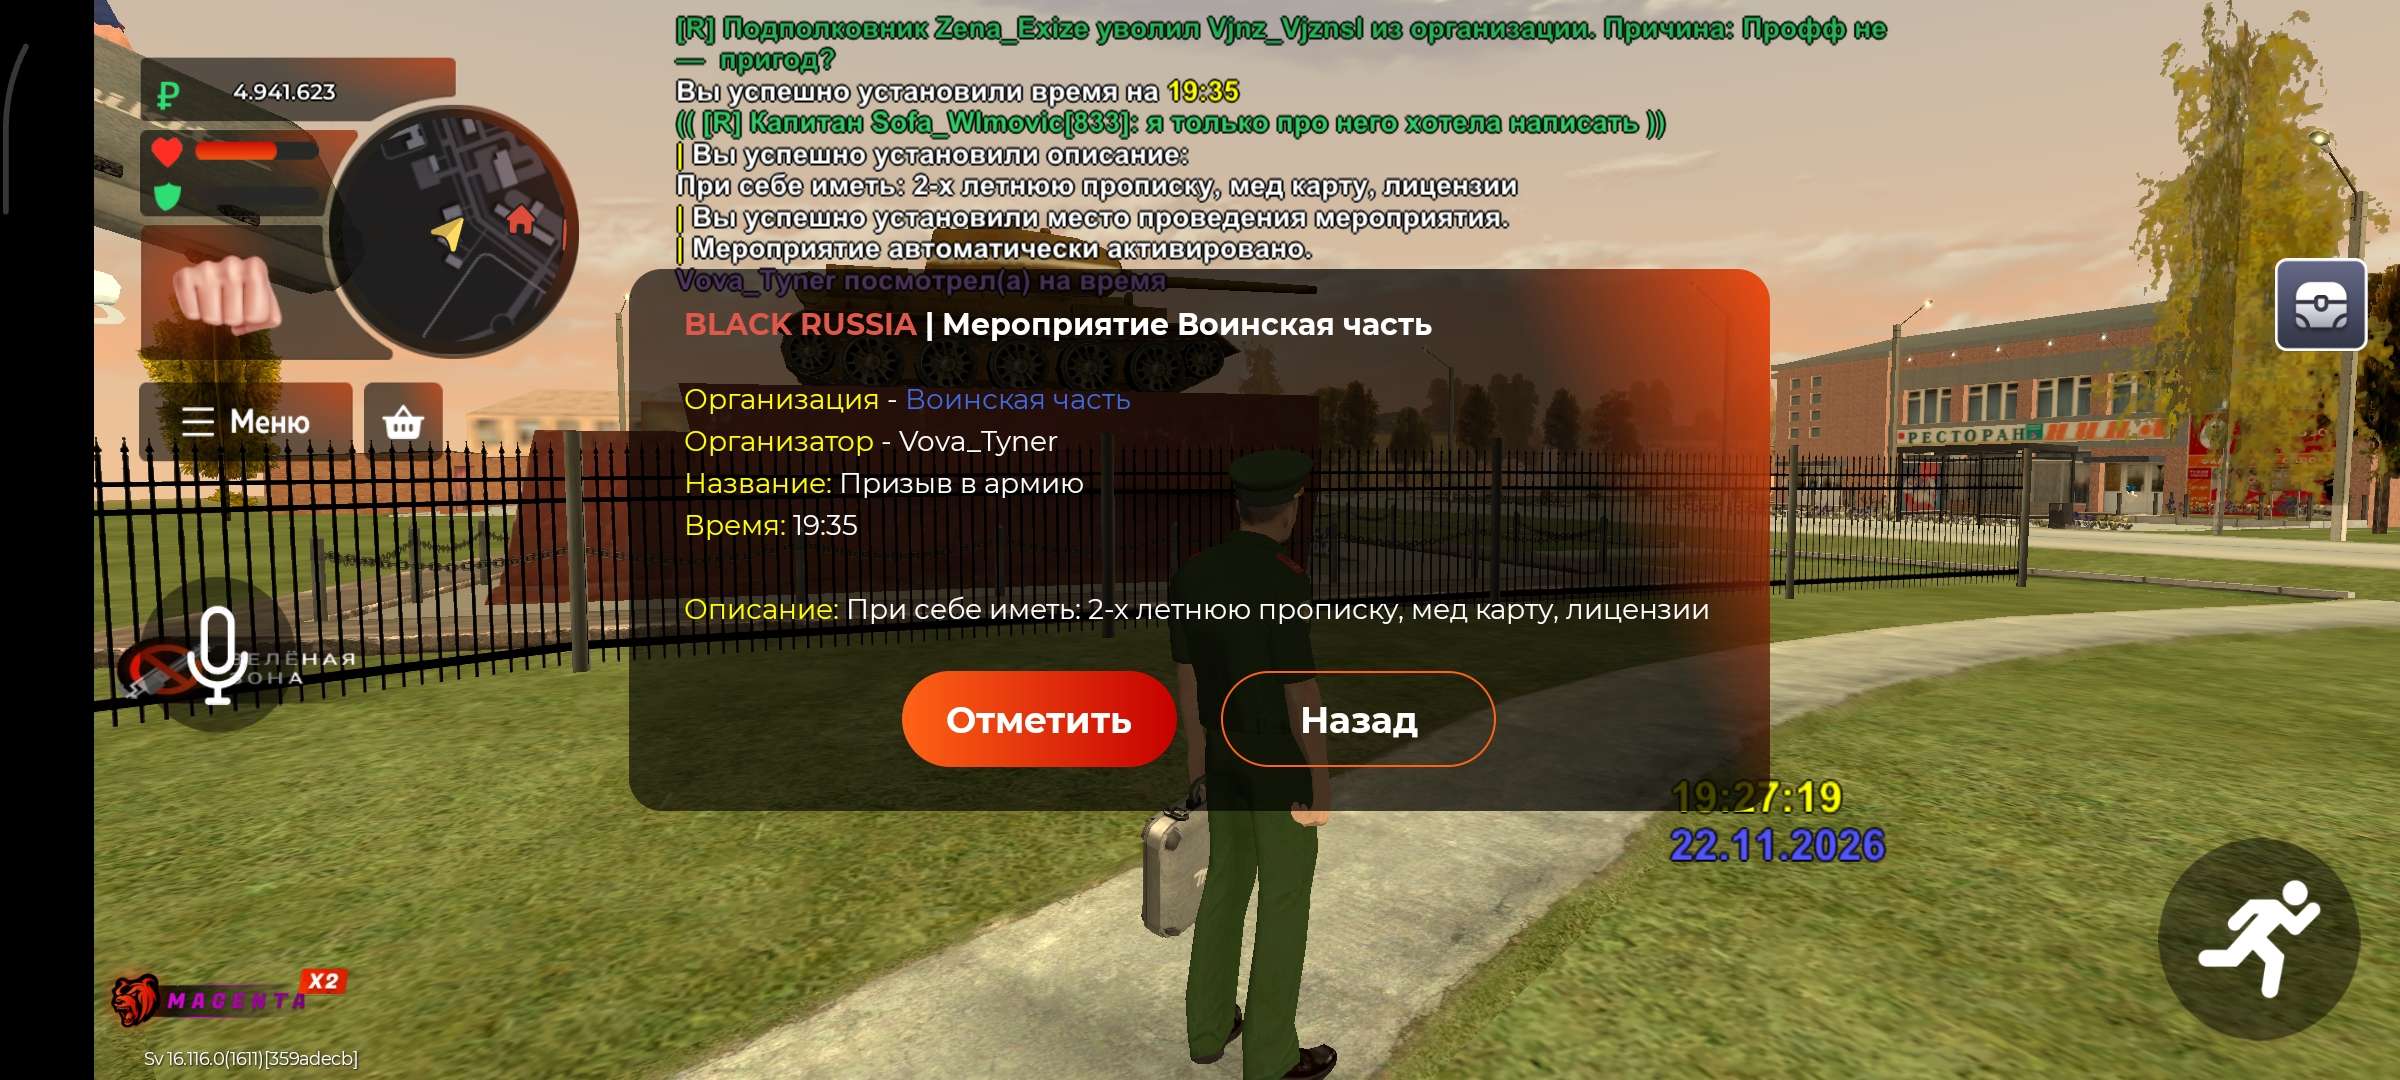 [R] Подполковник Zena_Exize уволил Vjnz_Vjznsl из организации. Причина: Профф не
— пригод?
Вы успешно установили время на 19:35
(( [R] Капитан Sofa_Wlmovic[833]: я только про него хотела написать ))
| Вы успешно установили описание:
При себе иметь: 2-х летнюю прописку, мед карту, лицензии
| Вы успешно установили место проведения мероприятия.
| Мероприятие автоматически активировано.
Vova_Tyner посмотрел(а) на время
4.941.623
BLACK RUSSIA | Мероприятие Воинская часть
Организация - Воинская часть
Организатор - Vova_Tyner
Название: Призыв в армию
Время: 19:35
Описание: При себе иметь: 2-х летнюю прописку, мед карту, лицензии
Отметить
Назад
Меню
РЕСТОРАН
ЗЕЛЁНАЯ
ЗОНА
19:27:19
22.11.2026
MAGENTA
X2
Sv 16.116.0(1611)[359adecb]